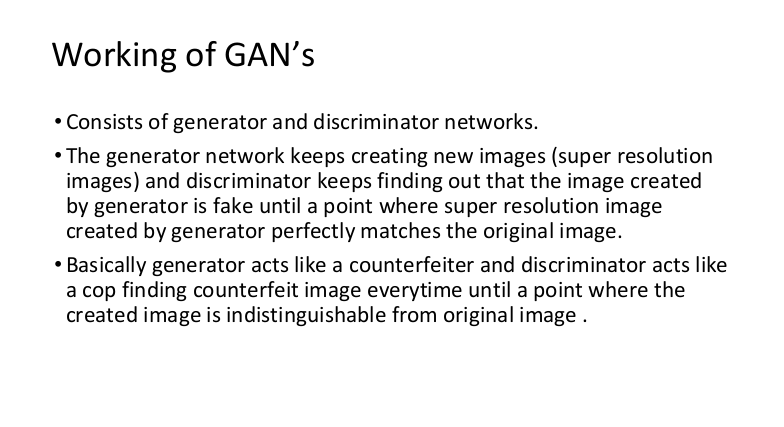 Working of GAN’s
• Consists of generator and discriminator networks.
• The generator network keeps creating new images (super resolution
images) and discriminator keeps finding out that the image created
by generator is fake until a point where super resolution image
created by generator perfectly matches the original image.
• Basically generator acts like a counterfeiter and discriminator acts like
a cop finding counterfeit image everytime until a point where the
created image is indistinguishable from original image .